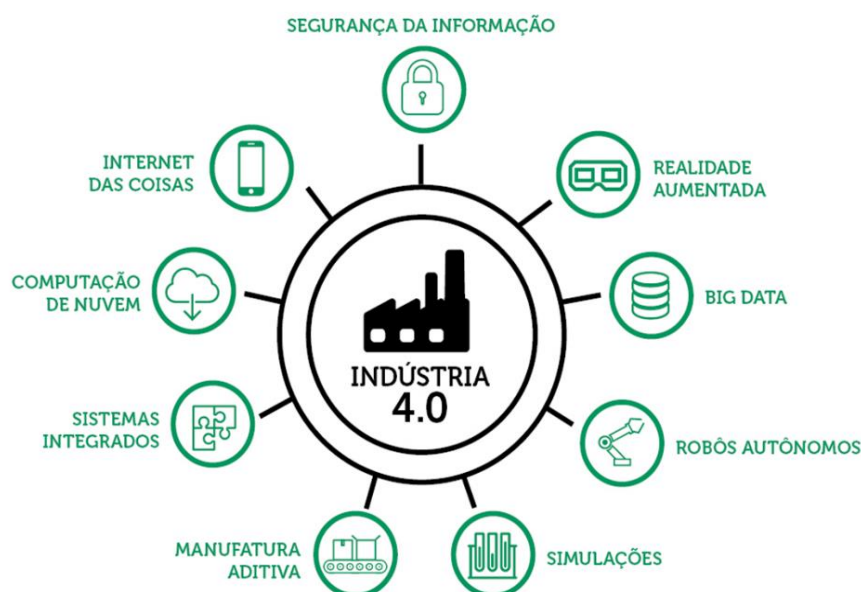 SEGURANÇA DA INFORMAÇÃO
INTERNET
DAS COISAS
REALIDADE
AUMENTADA
COMPUTAÇÃO
DE NUVEM
BIG DATA
INDÚSTRIA
4.0
SISTEMAS
INTEGRADOS
ROBÔS AUTÔNOMOS
MANUFATURA
ADITIVA
SIMULAÇÕES